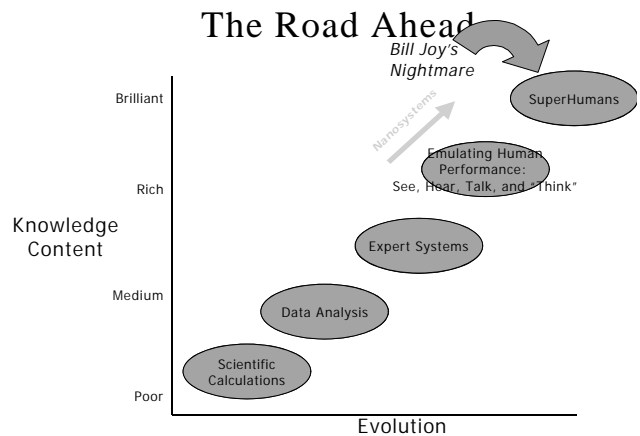 The Road Ahead
Bill Joy's
Nightmare
Brilliant
SuperHumans
Nanosystems
Emulating Human
Performance:
See, Hear, Talk, and "Think"
Rich
Knowledge
Content
Expert Systems
Medium
Data Analysis
Scientific
Calculations
Poor
Evolution